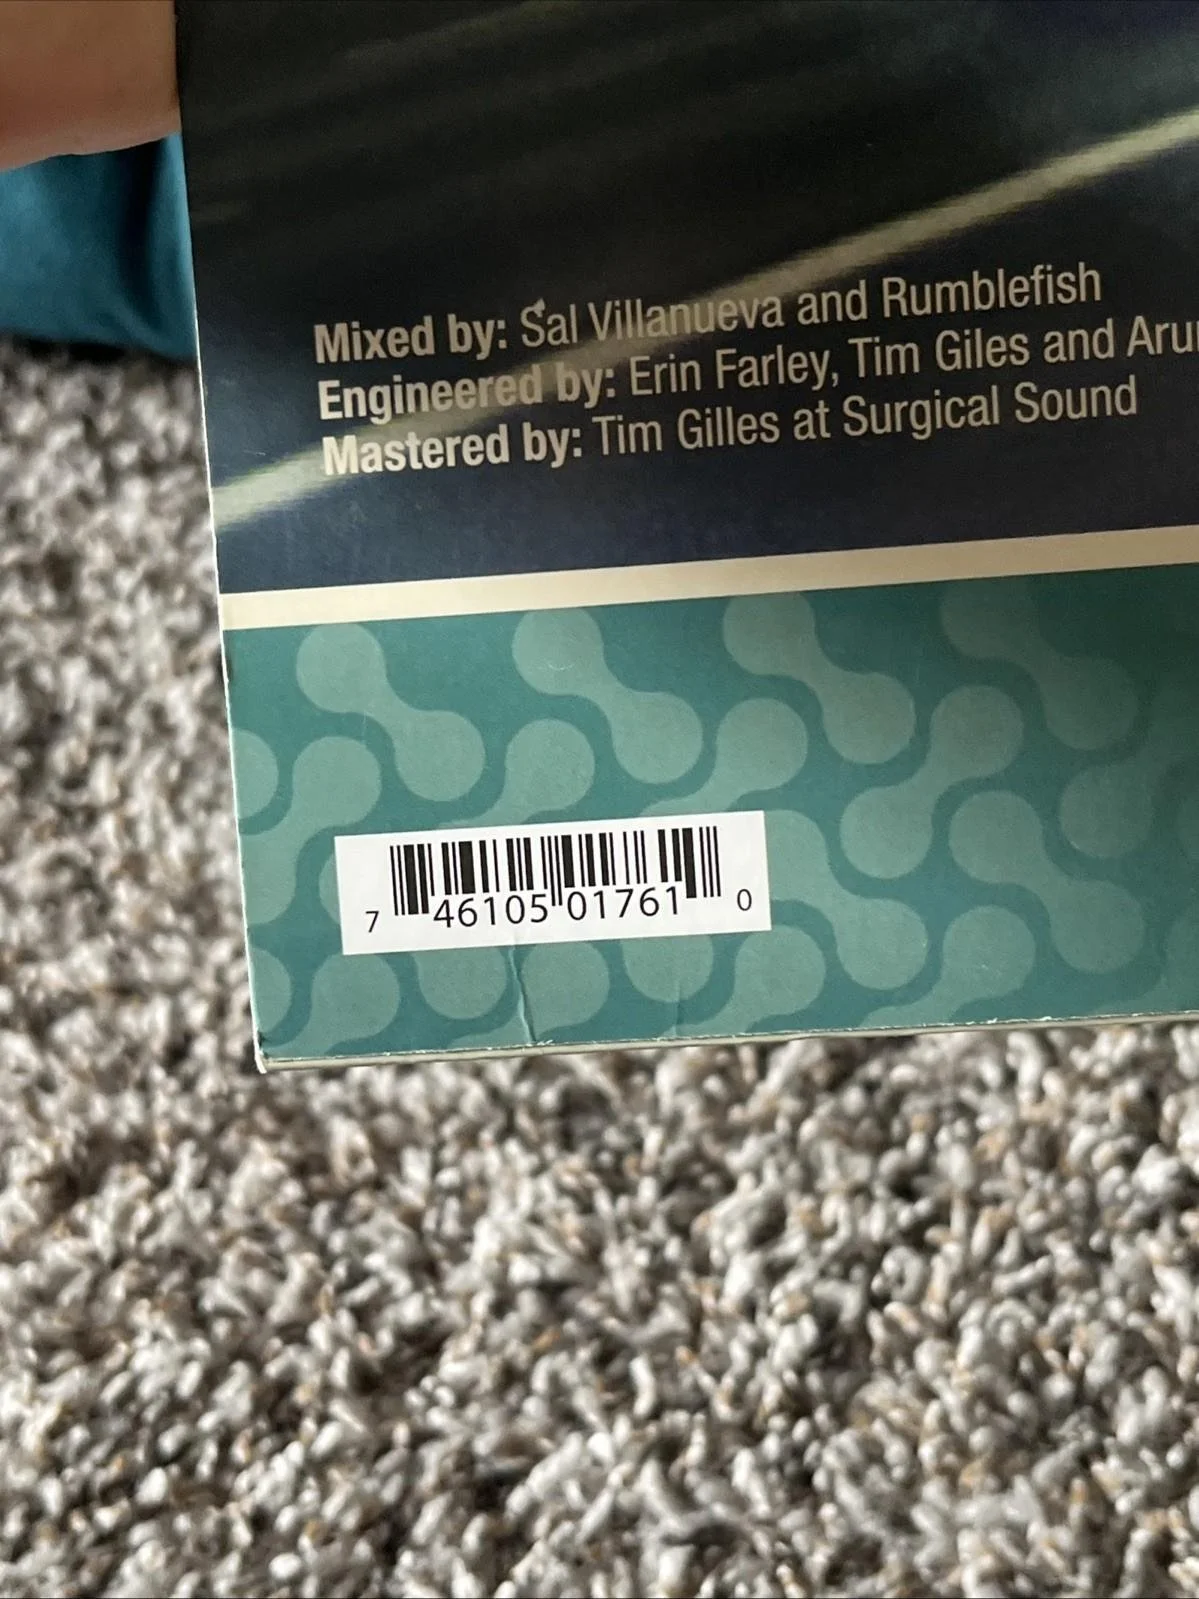 Mixed by: Sal Villanueva and Rumblefish
Engineered by: Erin Farley, Tim Giles and Aru
Mastered by: Tim Gilles at Surgical Sound
7 46105 01761 0